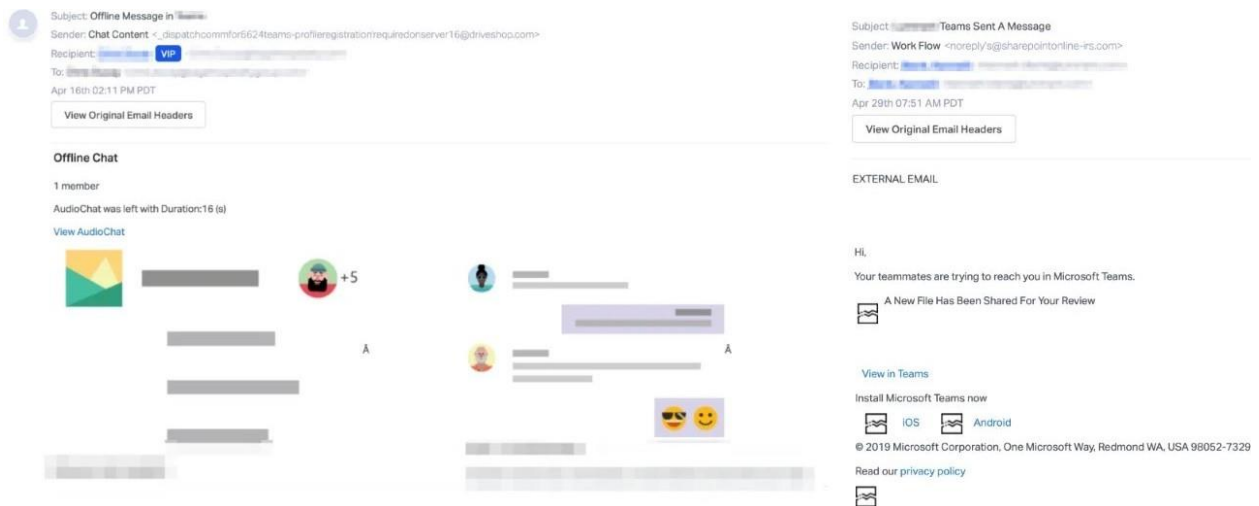 Subject: Offline Message in
Sender: Chat Content <_dispatchcommfor6624teams-profileregistrationrequiredonserver16@driveshop.com>
Recipient: VIP
To:
Apr 16th 02:11 PM PDT
View Original Email Headers
Offline Chat
1 member
AudioChat was left with Duration:16 (s)
View AudioChat
+5
Â
Â
Subject Teams Sent A Message
Sender: Work Flow <noreply's@sharepointonline-irs.com>
Recipient:
To:
Apr 29th 07:51 AM PDT
View Original Email Headers
EXTERNAL EMAIL
Hi,
Your teammates are trying to reach you in Microsoft Teams.
A New File Has Been Shared For Your Review
View in Teams
Install Microsoft Teams now
iOS Android
© 2019 Microsoft Corporation, One Microsoft Way, Redmond WA, USA 98052-7329
Read our privacy policy